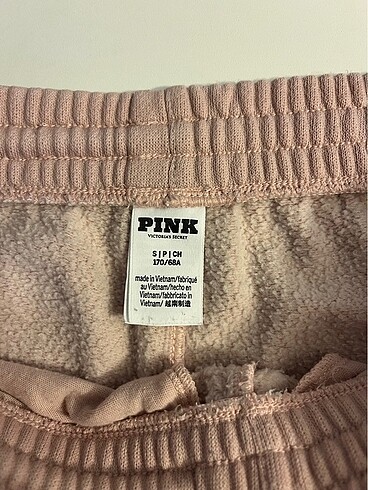 PINK
VICTORIA'S SECRET
S | P | CH
170/68A
made in Vietnam/fabriqué
au Vietnam/hecho en
Vietnam/fabbricato in
Vietnam/ 越南制造